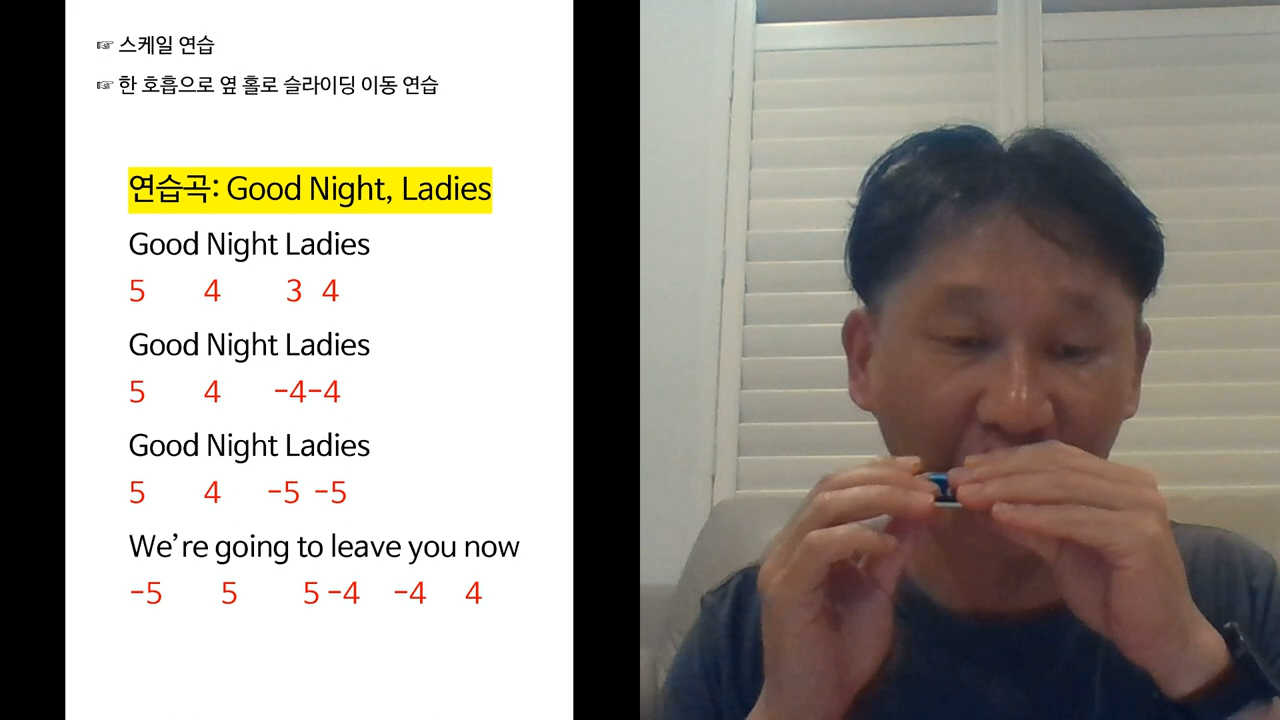 ☞ 스케일 연습
☞ 한 호흡으로 옆 홀로 슬라이딩 이동 연습
연습곡: Good Night, Ladies
Good Night Ladies
5 4 3 4
Good Night Ladies
5 4 -4-4
Good Night Ladies
5 4 -5 -5
We’re going to leave you now
-5 5 5 -4 -4 4